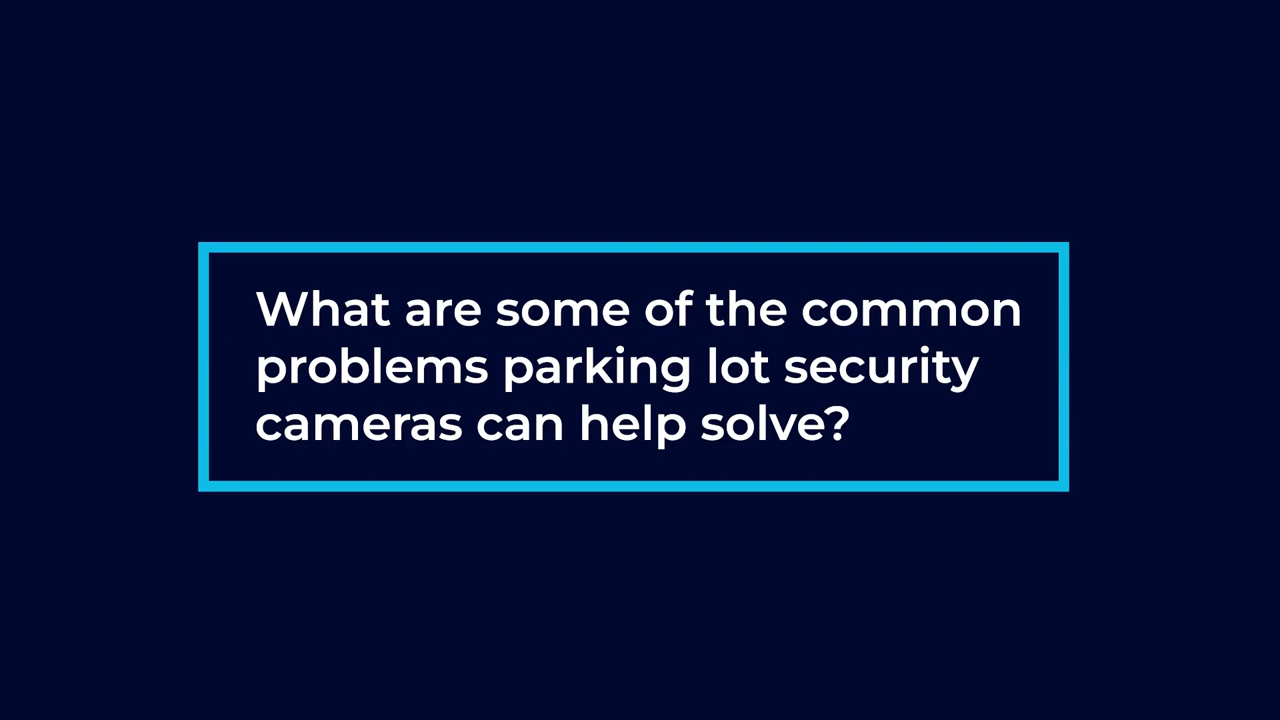 What are some of the common
problems parking lot security
cameras can help solve?